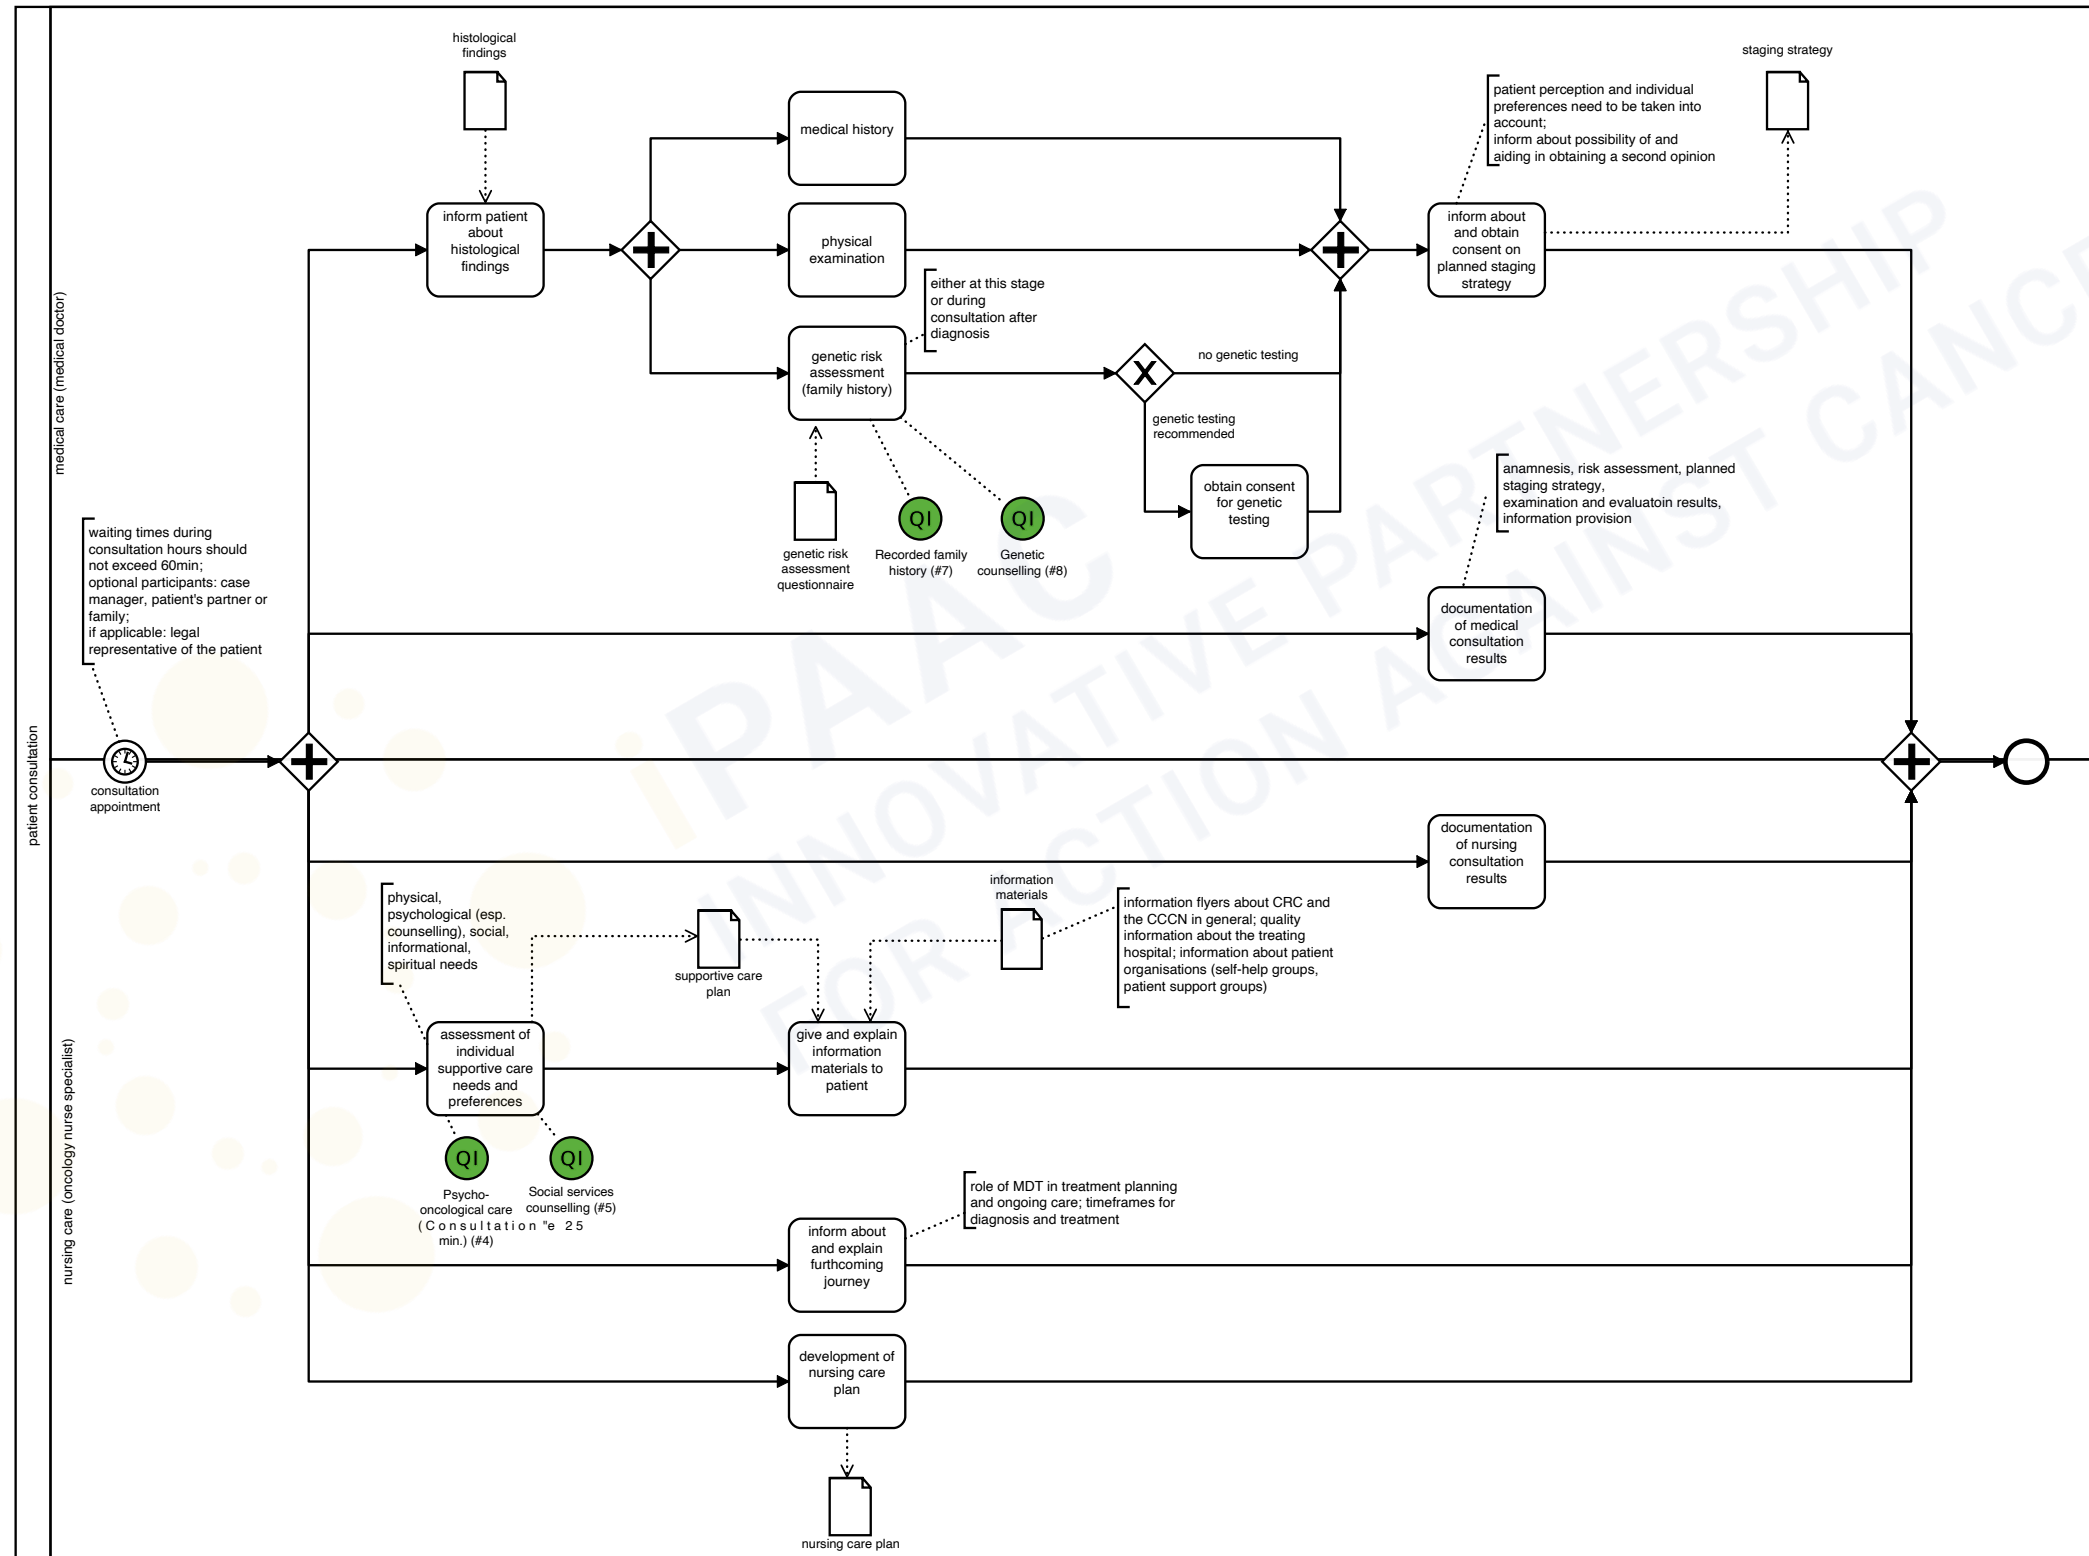 histological
findings
staging strategy
patient perception and individual
preferences need to be taken into
account;
inform about possibility of and
aiding in obtaining a second opinion
medical history
inform patient
about
histological
findings
physical
examination
inform about
and obtain
consent on
planned staging
strategy
either at this stage
or during
consultation after
diagnosis
genetic risk
assessment
(family history)
X
no genetic testing
genetic testing
recommended
medical care (medical doctor)
anamnesis, risk assessment, planned
staging strategy,
examination and evaluatoin results,
information provision
obtain consent
for genetic
testing
QI
QI
genetic risk
assessment
questionnaire
Recorded family
history (#7)
Genetic
counselling (#8)
waiting times during
consultation hours should
not exceed 60min;
optional participants: case
manager, patient's partner or
family;
if applicable: legal
representative of the patient
documentation
of medical
consultation
results
patient consultation
consultation
appointment
documentation
of nursing
consultation
results
physical,
psychological (esp.
counselling), social,
informational,
spiritual needs
supportive care
plan
information
materials
information flyers about CRC and
the CCCN in general; quality
information about the treating
hospital; information about patient
organisations (self-help groups,
patient support groups)
nursing care (oncology nurse specialist)
assessment of
individual
supportive care
needs and
preferences
give and explain
information
materials to
patient
QI
QI
Psycho-
oncological care
(Consultation "e 25
min.) (#4)
Social services
counselling (#5)
role of MDT in treatment planning
and ongoing care; timeframes for
diagnosis and treatment
inform about
and explain
furthcoming
journey
development of
nursing care
plan
nursing care plan
iPAAC
INNOVATIVE PARTNERSHIP
FOR ACTION AGAINST CANCE